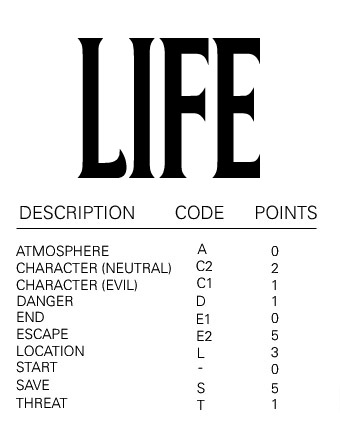 LIFE
DESCRIPTION CODE POINTS
ATMOSPHERE A 0
CHARACTER (NEUTRAL) C2 2
CHARACTER (EVIL) C1 1
DANGER D 1
END E1 0
ESCAPE E2 5
LOCATION L 3
START - 0
SAVE S 5
THREAT T 1